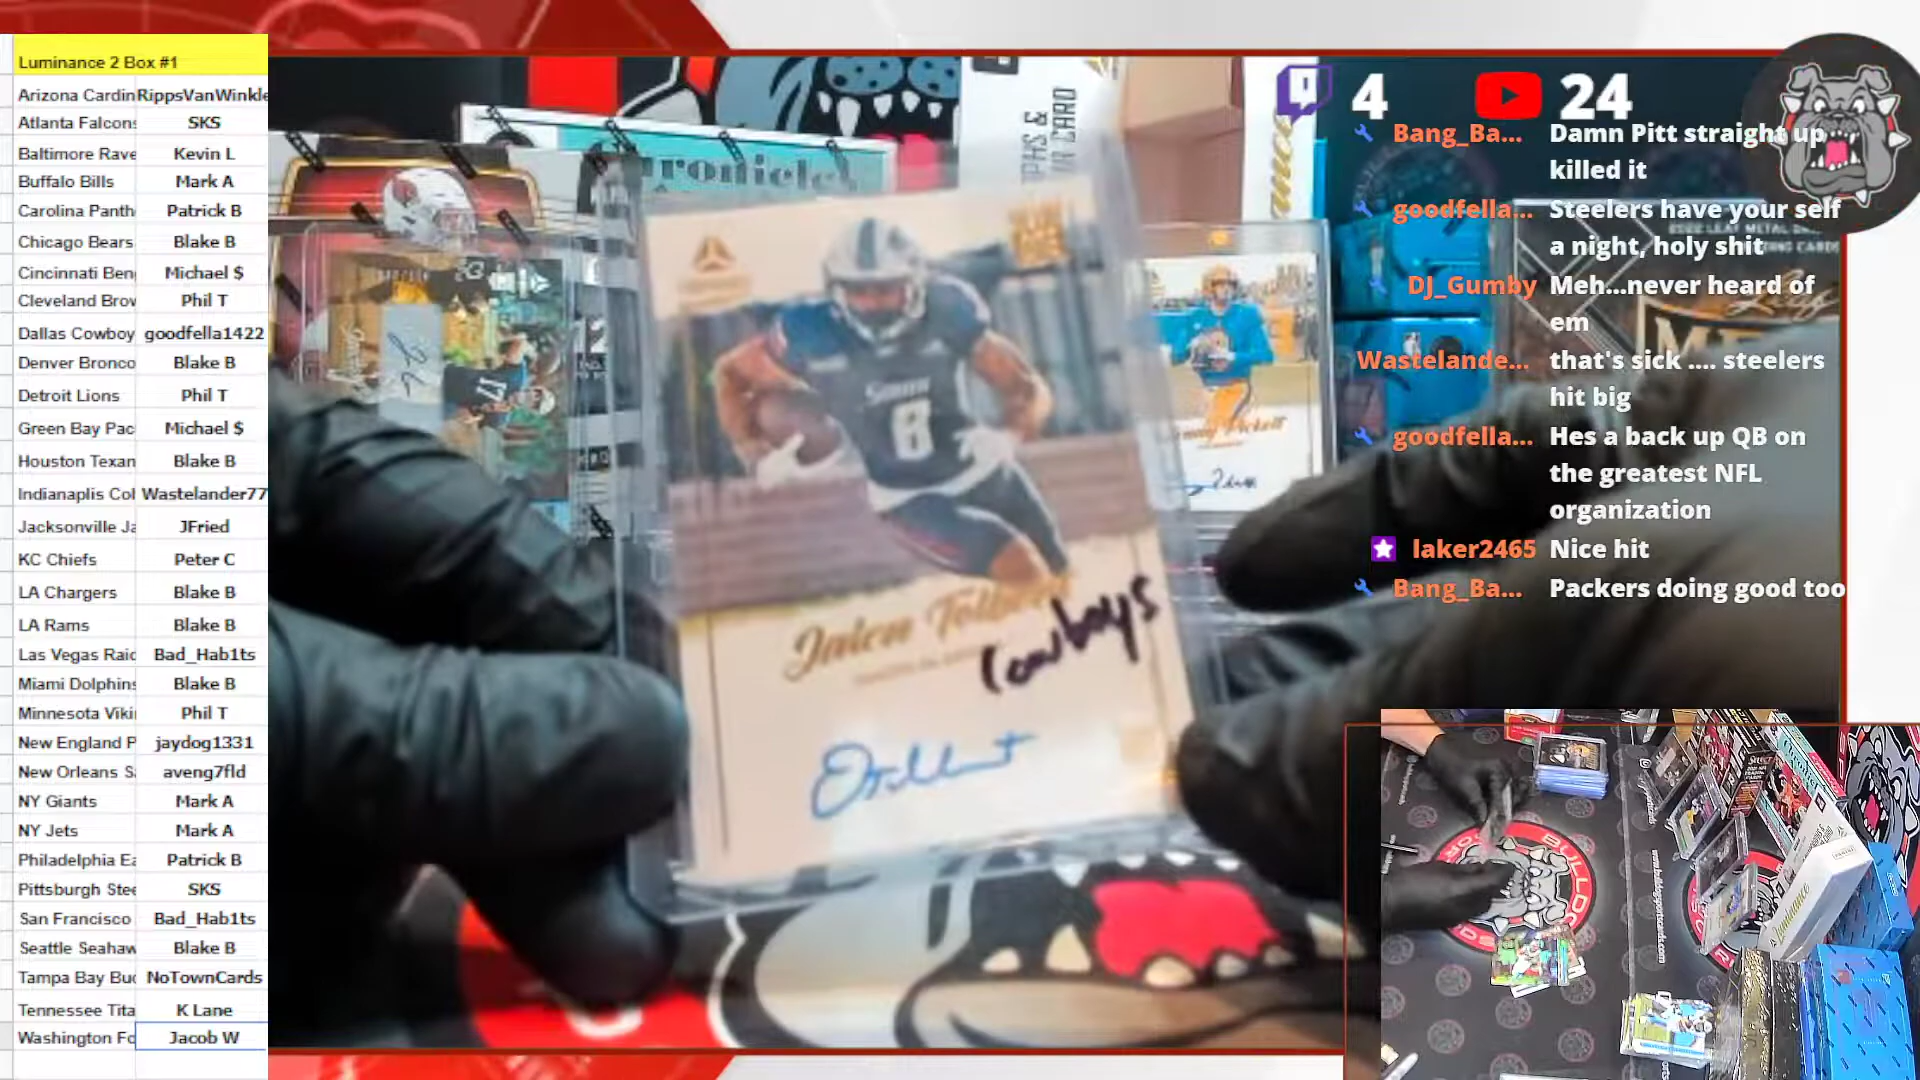 Luminance 2 Box #1
Arizona Cardin RippsVanWinkle
Atlanta Falcons SKS
Baltimore Rave Kevin L
Buffalo Bills Mark A
Carolina Panth Patrick B
Chicago Bears Blake B
Cincinnati Ben Michael $
Cleveland Brow Phil T
Dallas Cowboy goodfella1422
Denver Bronco Blake B
Detroit Lions Phil T
Green Bay Pac Michael $
Houston Texan Blake B
Indianaplis Col Wastelander77
Jacksonville Ja JFried
KC Chiefs Peter C
LA Chargers Blake B
LA Rams Blake B
Las Vegas Raid Bad_Hab1ts
Miami Dolphins Blake B
Minnesota Viki Phil T
New England P jaydog1331
New Orleans S aveng7fld
NY Giants Mark A
NY Jets Mark A
Philadelphia Ea Patrick B
Pittsburgh Stee SKS
San Francisco Bad_Hab1ts
Seattle Seahaw Blake B
Tampa Bay Buc NoTownCards
Tennessee Tita K Lane
Washington Fo Jacob W
Chronicles
8
Jalen Tolbert
Cowboys
4 24
Bang_Ba... Damn Pitt straight up
killed it
goodfella... Steelers have your self
a night, holy shit
DJ_Gumby Meh...never heard of
em
Wastelande... that's sick .... steelers
hit big
goodfella... Hes a back up QB on
the greatest NFL
organization
laker2465 Nice hit
Bang_Ba... Packers doing good too
BULLDOG
Luminance